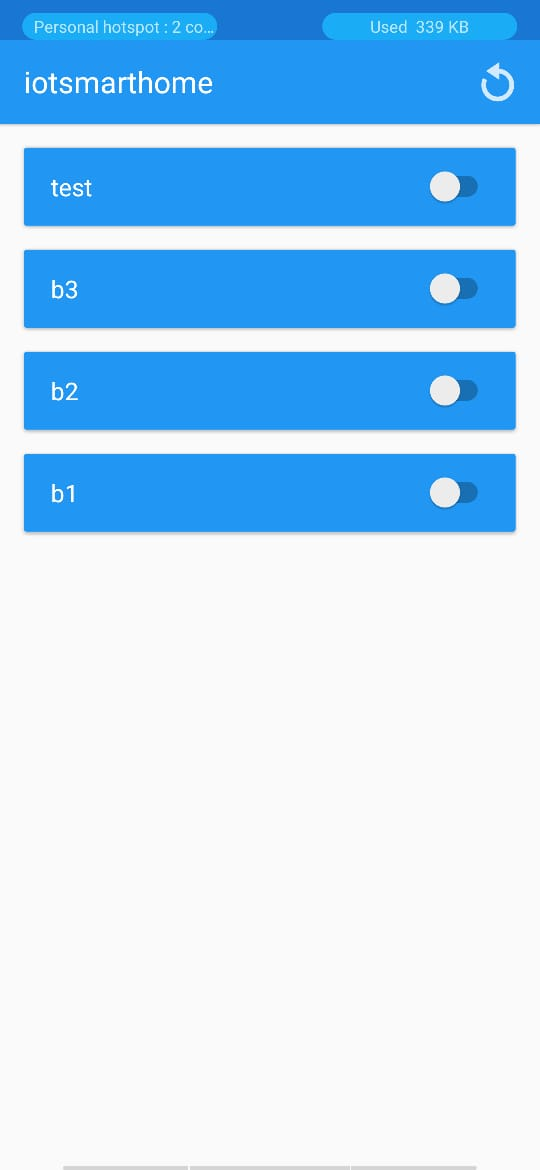 Personal hotspot : 2 co...
Used 339 KB
iotsmarthome
test
b3
b2
b1